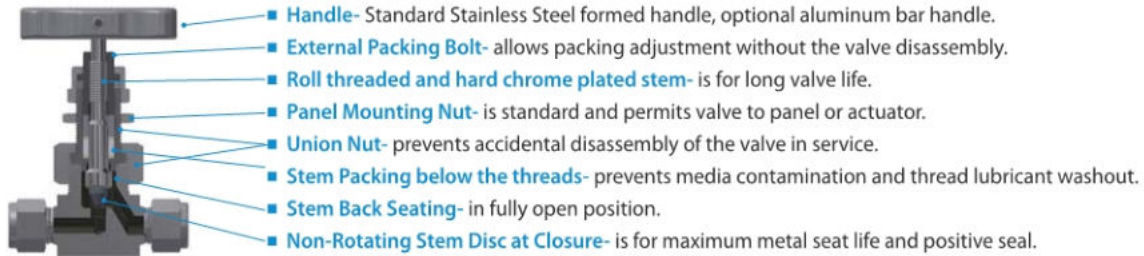 ▪ Handle- Standard Stainless Steel formed handle, optional aluminum bar handle.
▪ External Packing Bolt- allows packing adjustment without the valve disassembly.
▪ Roll threaded and hard chrome plated stem- is for long valve life.
▪ Panel Mounting Nut- is standard and permits valve to panel or actuator.
▪ Union Nut- prevents accidental disassembly of the valve in service.
▪ Stem Packing below the threads- prevents media contamination and thread lubricant washout.
▪ Stem Back Seating- in fully open position.
▪ Non-Rotating Stem Disc at Closure- is for maximum metal seat life and positive seal.